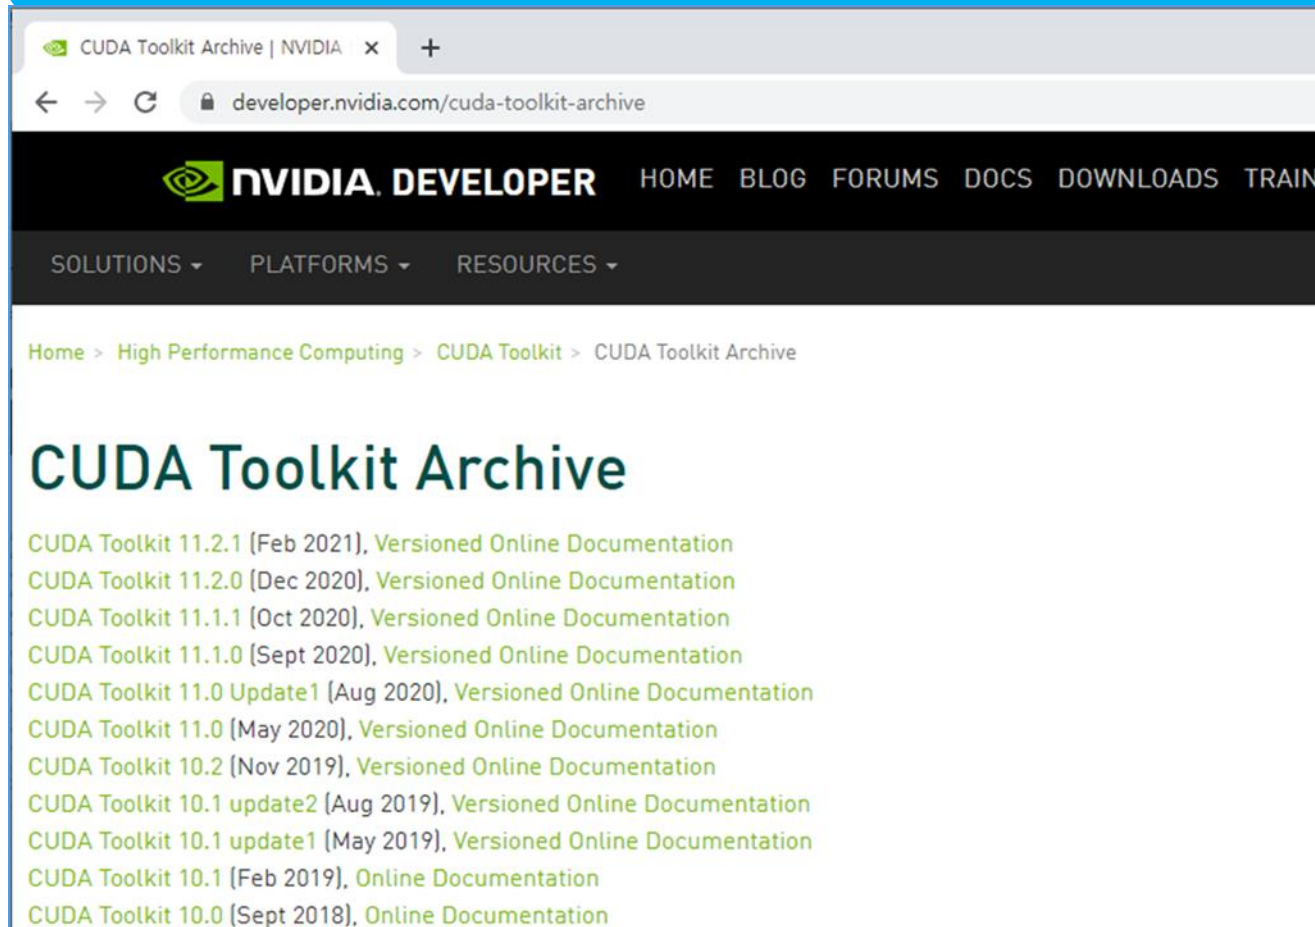 CUDA Toolkit Archive | NVIDIA
developer.nvidia.com/cuda-toolkit-archive
NVIDIA. DEVELOPER HOME BLOG FORUMS DOCS DOWNLOADS TRAIN
SOLUTIONS PLATFORMS RESOURCES
Home > High Performance Computing > CUDA Toolkit > CUDA Toolkit Archive
CUDA Toolkit Archive
CUDA Toolkit 11.2.1 (Feb 2021), Versioned Online Documentation
CUDA Toolkit 11.2.0 (Dec 2020), Versioned Online Documentation
CUDA Toolkit 11.1.1 (Oct 2020), Versioned Online Documentation
CUDA Toolkit 11.1.0 (Sept 2020), Versioned Online Documentation
CUDA Toolkit 11.0 Update1 (Aug 2020), Versioned Online Documentation
CUDA Toolkit 11.0 (May 2020), Versioned Online Documentation
CUDA Toolkit 10.2 (Nov 2019), Versioned Online Documentation
CUDA Toolkit 10.1 update2 (Aug 2019), Versioned Online Documentation
CUDA Toolkit 10.1 update1 (May 2019), Versioned Online Documentation
CUDA Toolkit 10.1 (Feb 2019), Online Documentation
CUDA Toolkit 10.0 (Sept 2018), Online Documentation